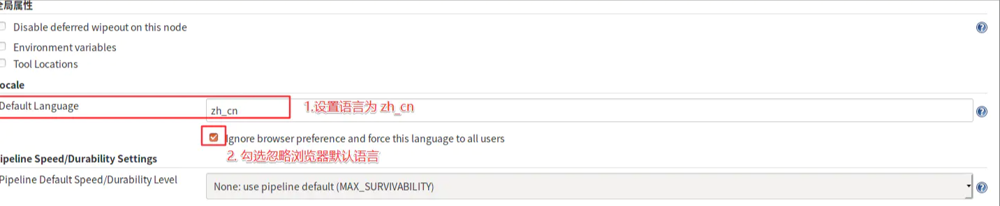 全局属性
Disable deferred wipeout on this node
Environment variables
Tool Locations
ocale
Default Language
zh_cn
1.设置语言为 zh_cn
Ignore browser preference and force this language to all users
2. 勾选忽略浏览器默认语言
ipeline Speed/Durability Settings
Pipeline Default Speed/Durability Level
None: use pipeline default (MAX_SURVIVABILITY)